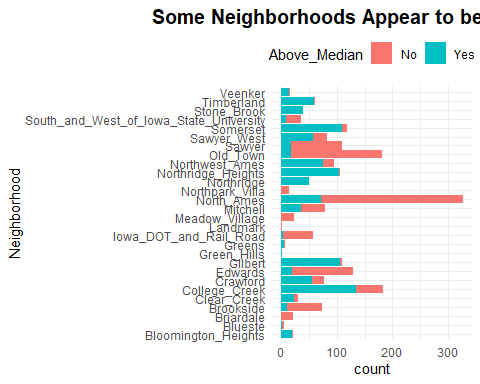 Some Neighborhoods Appear to be
Above_Median No Yes
Neighborhood
Veenker
Timberland
Stone_Brook
South_and_West_of_Iowa_State_University
Somerset
Sawyer_West
Sawyer
Old_Town
Northwest_Ames
Northridge_Heights
Northridge
Northpark_Villa
North_Ames
Mitchell
Meadow_Village
Landmark
Iowa_DOT_and_Rail_Road
Greens
Green_Hills
Gilbert
Edwards
Crawford
College_Creek
Clear_Creek
Brookside
Briardale
Blueste
Bloomington_Heights
0 100 200 300
count